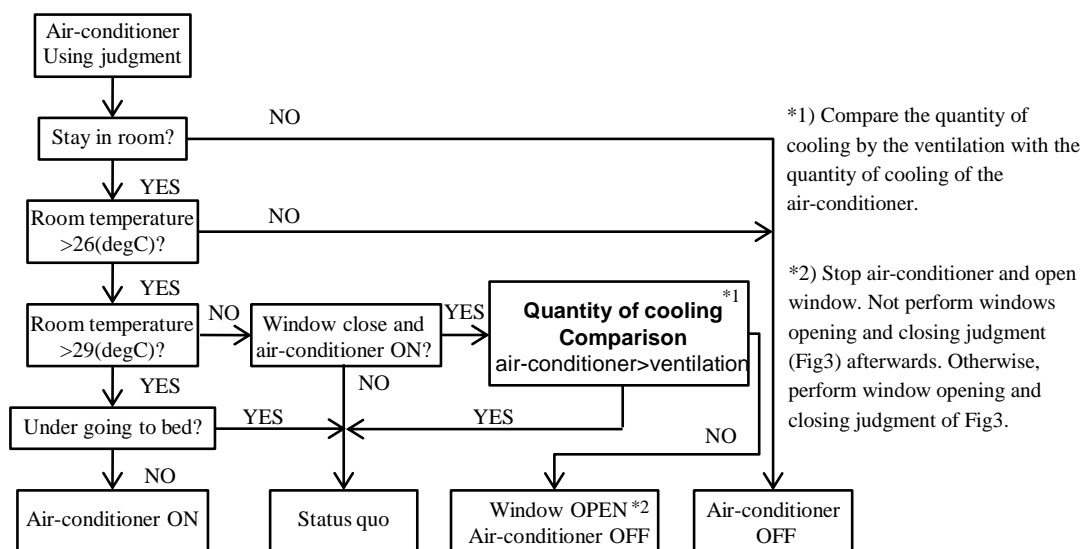 Air-conditioner
Using judgment
NO
Stay in room?
YES
Room temperature
>26(degC)?
NO
YES
Room temperature
>29(degC)?
NO
Window close and
air-conditioner ON?
YES
Quantity of cooling *1
Comparison
air-conditioner>ventilation
YES
NO
YES
Under going to bed?
YES
NO
NO
Air-conditioner ON
Status quo
Window OPEN *2
Air-conditioner OFF
Air-conditioner
OFF
*1) Compare the quantity of
cooling by the ventilation with the
quantity of cooling of the
air-conditioner.
*2) Stop air-conditioner and open
window. Not perform windows
opening and closing judgment
(Fig3) afterwards. Otherwise,
perform window opening and
closing judgment of Fig3.